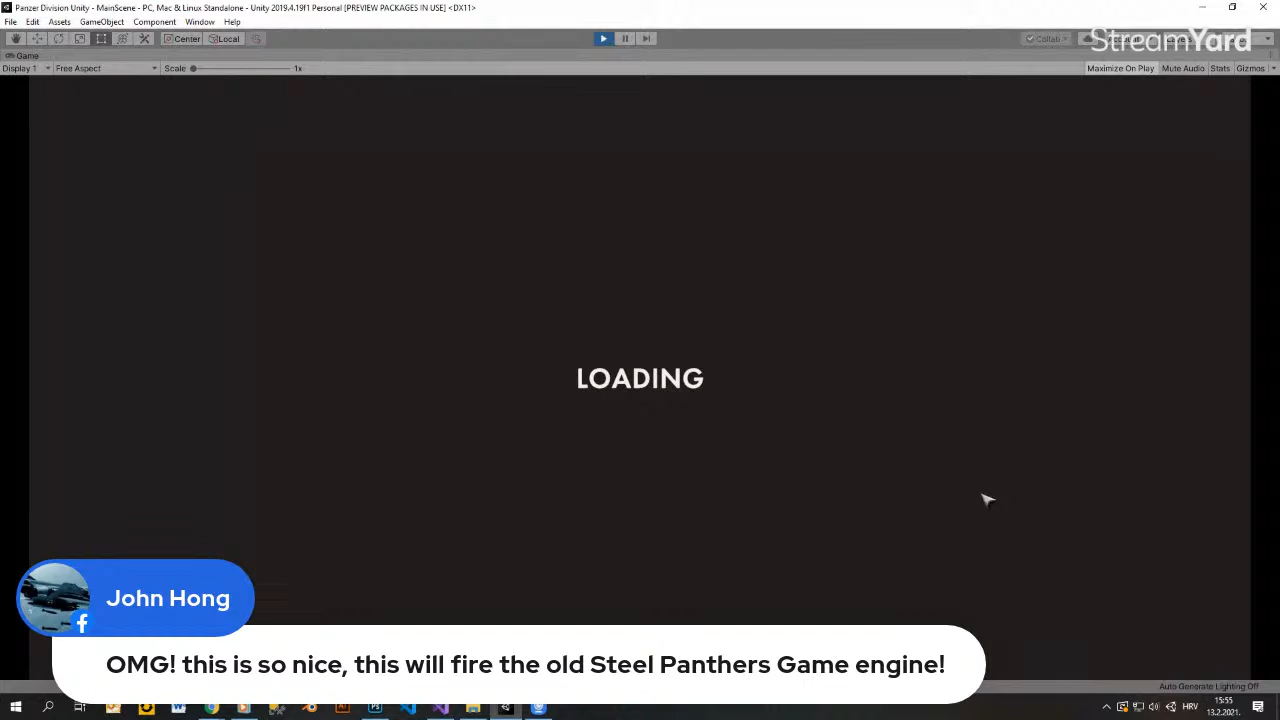 Panzer Division Unity - MainScene - PC, Mac & Linux Standalone - Unity 2019.4.19f1 Personal [PREVIEW PACKAGES IN USE] <DX11>
File Edit Assets GameObject Component Window Help
Center Local Collab
StreamYard
Game
Display 1 Free Aspect Scale 1x Maximize On Play Mute Audio Stats Gizmos
LOADING
John Hong
OMG! this is so nice, this will fire the old Steel Panthers Game engine!
Auto Generate Lighting Off
HRV
15:55
13.2.2021.